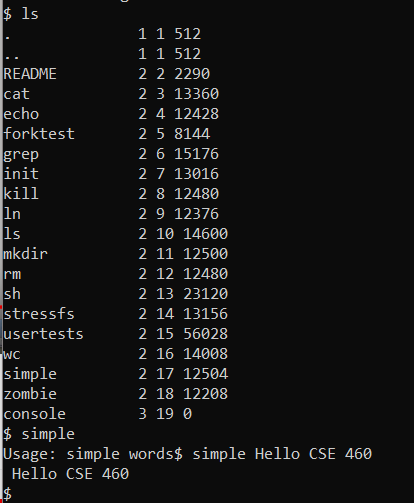 $ ls
.              1 1 512
..             1 1 512
README         2 2 2290
cat            2 3 13360
echo           2 4 12428
forktest       2 5 8144
grep           2 6 15176
init           2 7 13016
kill           2 8 12480
ln             2 9 12376
ls             2 10 14600
mkdir          2 11 12500
rm             2 12 12480
sh             2 13 23120
stressfs       2 14 13156
usertests      2 15 56028
wc             2 16 14008
simple         2 17 12504
zombie         2 18 12208
console        3 19 0
$ simple
Usage: simple words$ simple Hello CSE 460
 Hello CSE 460
$